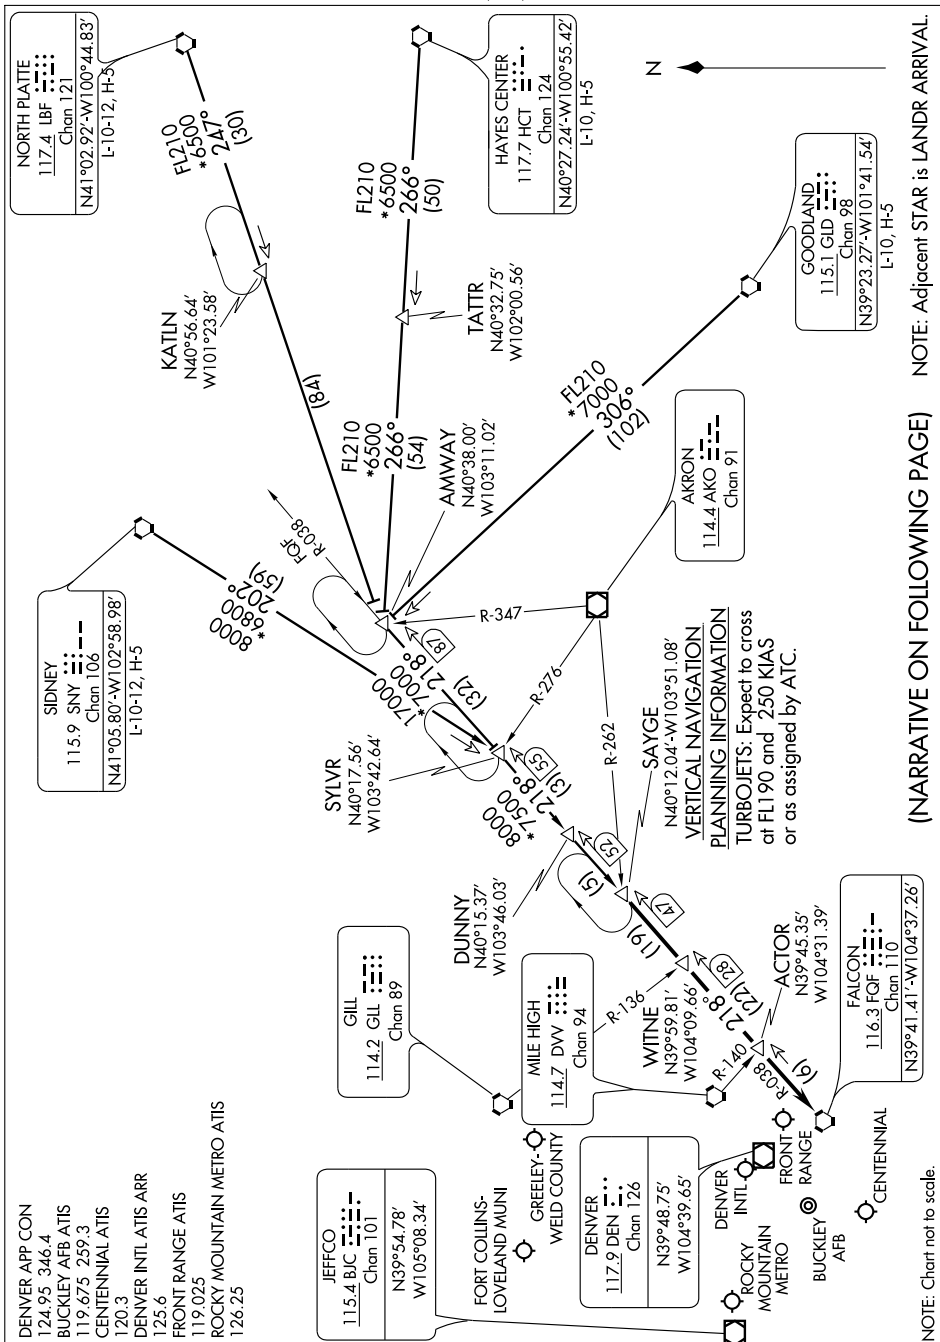 DENVER APP CON
124.95 346.4
BUCKLEY AFB ATIS
119.675 259.3
CENTENNIAL ATIS
120.3
DENVER INTL ATIS ARR
125.6
FRONT RANGE ATIS
119.025
ROCKY MOUNTAIN METRO ATIS
126.25
SIDNEY
115.9 SNY
Chan 106
N41°05.80'-W102°58.98'
L-10-12, H-5
NORTH PLATTE
117.4 LBF
Chan 121
N41°02.92'-W100°44.83'
L-10-12, H-5
FL210
*6500
247°
(30)
KATLN
N40°56.64'
W101°23.58'
(84)
HAYES CENTER
117.7 HCT
Chan 124
N40°27.24'-W100°55.42'
L-10, H-5
FL210
*6500
266°
(50)
TATTR
N40°32.75'
W102°00.56'
FL210
*6500
266°
(54)
N
GOODLAND
115.1 GLD
Chan 98
N39°23.27'-W101°41.54'
L-10, H-5
FL210
*7000
306°
(102)
AMWAY
N40°38.00'
W103°11.02'
FQF
R-038
8000
*6800
202°
(59)
87
17000
*7000
218°
(32)
SYLVR
N40°17.56'
W103°42.64'
55
8000
*7500
218°
(3)
AKRON
114.4 AKO
Chan 91
R-347
R-276
R-262
DUNNY
N40°15.37'
W103°46.03'
52
(5)
SAYGE
N40°12.04'-W103°51.08'
VERTICAL NAVIGATION
PLANNING INFORMATION
TURBOJETS: Expect to cross
at FL190 and 250 KIAS
or as assigned by ATC.
47
(19)
GILL
114.2 GLL
Chan 89
MILE HIGH
114.7 DVV
Chan 94
R-136
WITNE
N39°59.81'
W104°09.66'
28
218°
(22)
R-140
ACTOR
N39°45.35'
W104°31.39'
R-038
(6)
FALCON
116.3 FQF
Chan 110
N39°41.41'-W104°37.26'
JEFFCO
115.4 BJC
Chan 101
N39°54.78'
W105°08.34'
FORT COLLINS-
LOVELAND MUNI
GREELEY-
WELD COUNTY
DENVER
117.9 DEN
Chan 126
N39°48.75'
W104°39.65'
DENVER
INTL
FRONT
RANGE
ROCKY
MOUNTAIN
METRO
BUCKLEY
AFB
CENTENNIAL
NOTE: Chart not to scale.
(NARRATIVE ON FOLLOWING PAGE)
NOTE: Adjacent STAR is LANDR ARRIVAL.